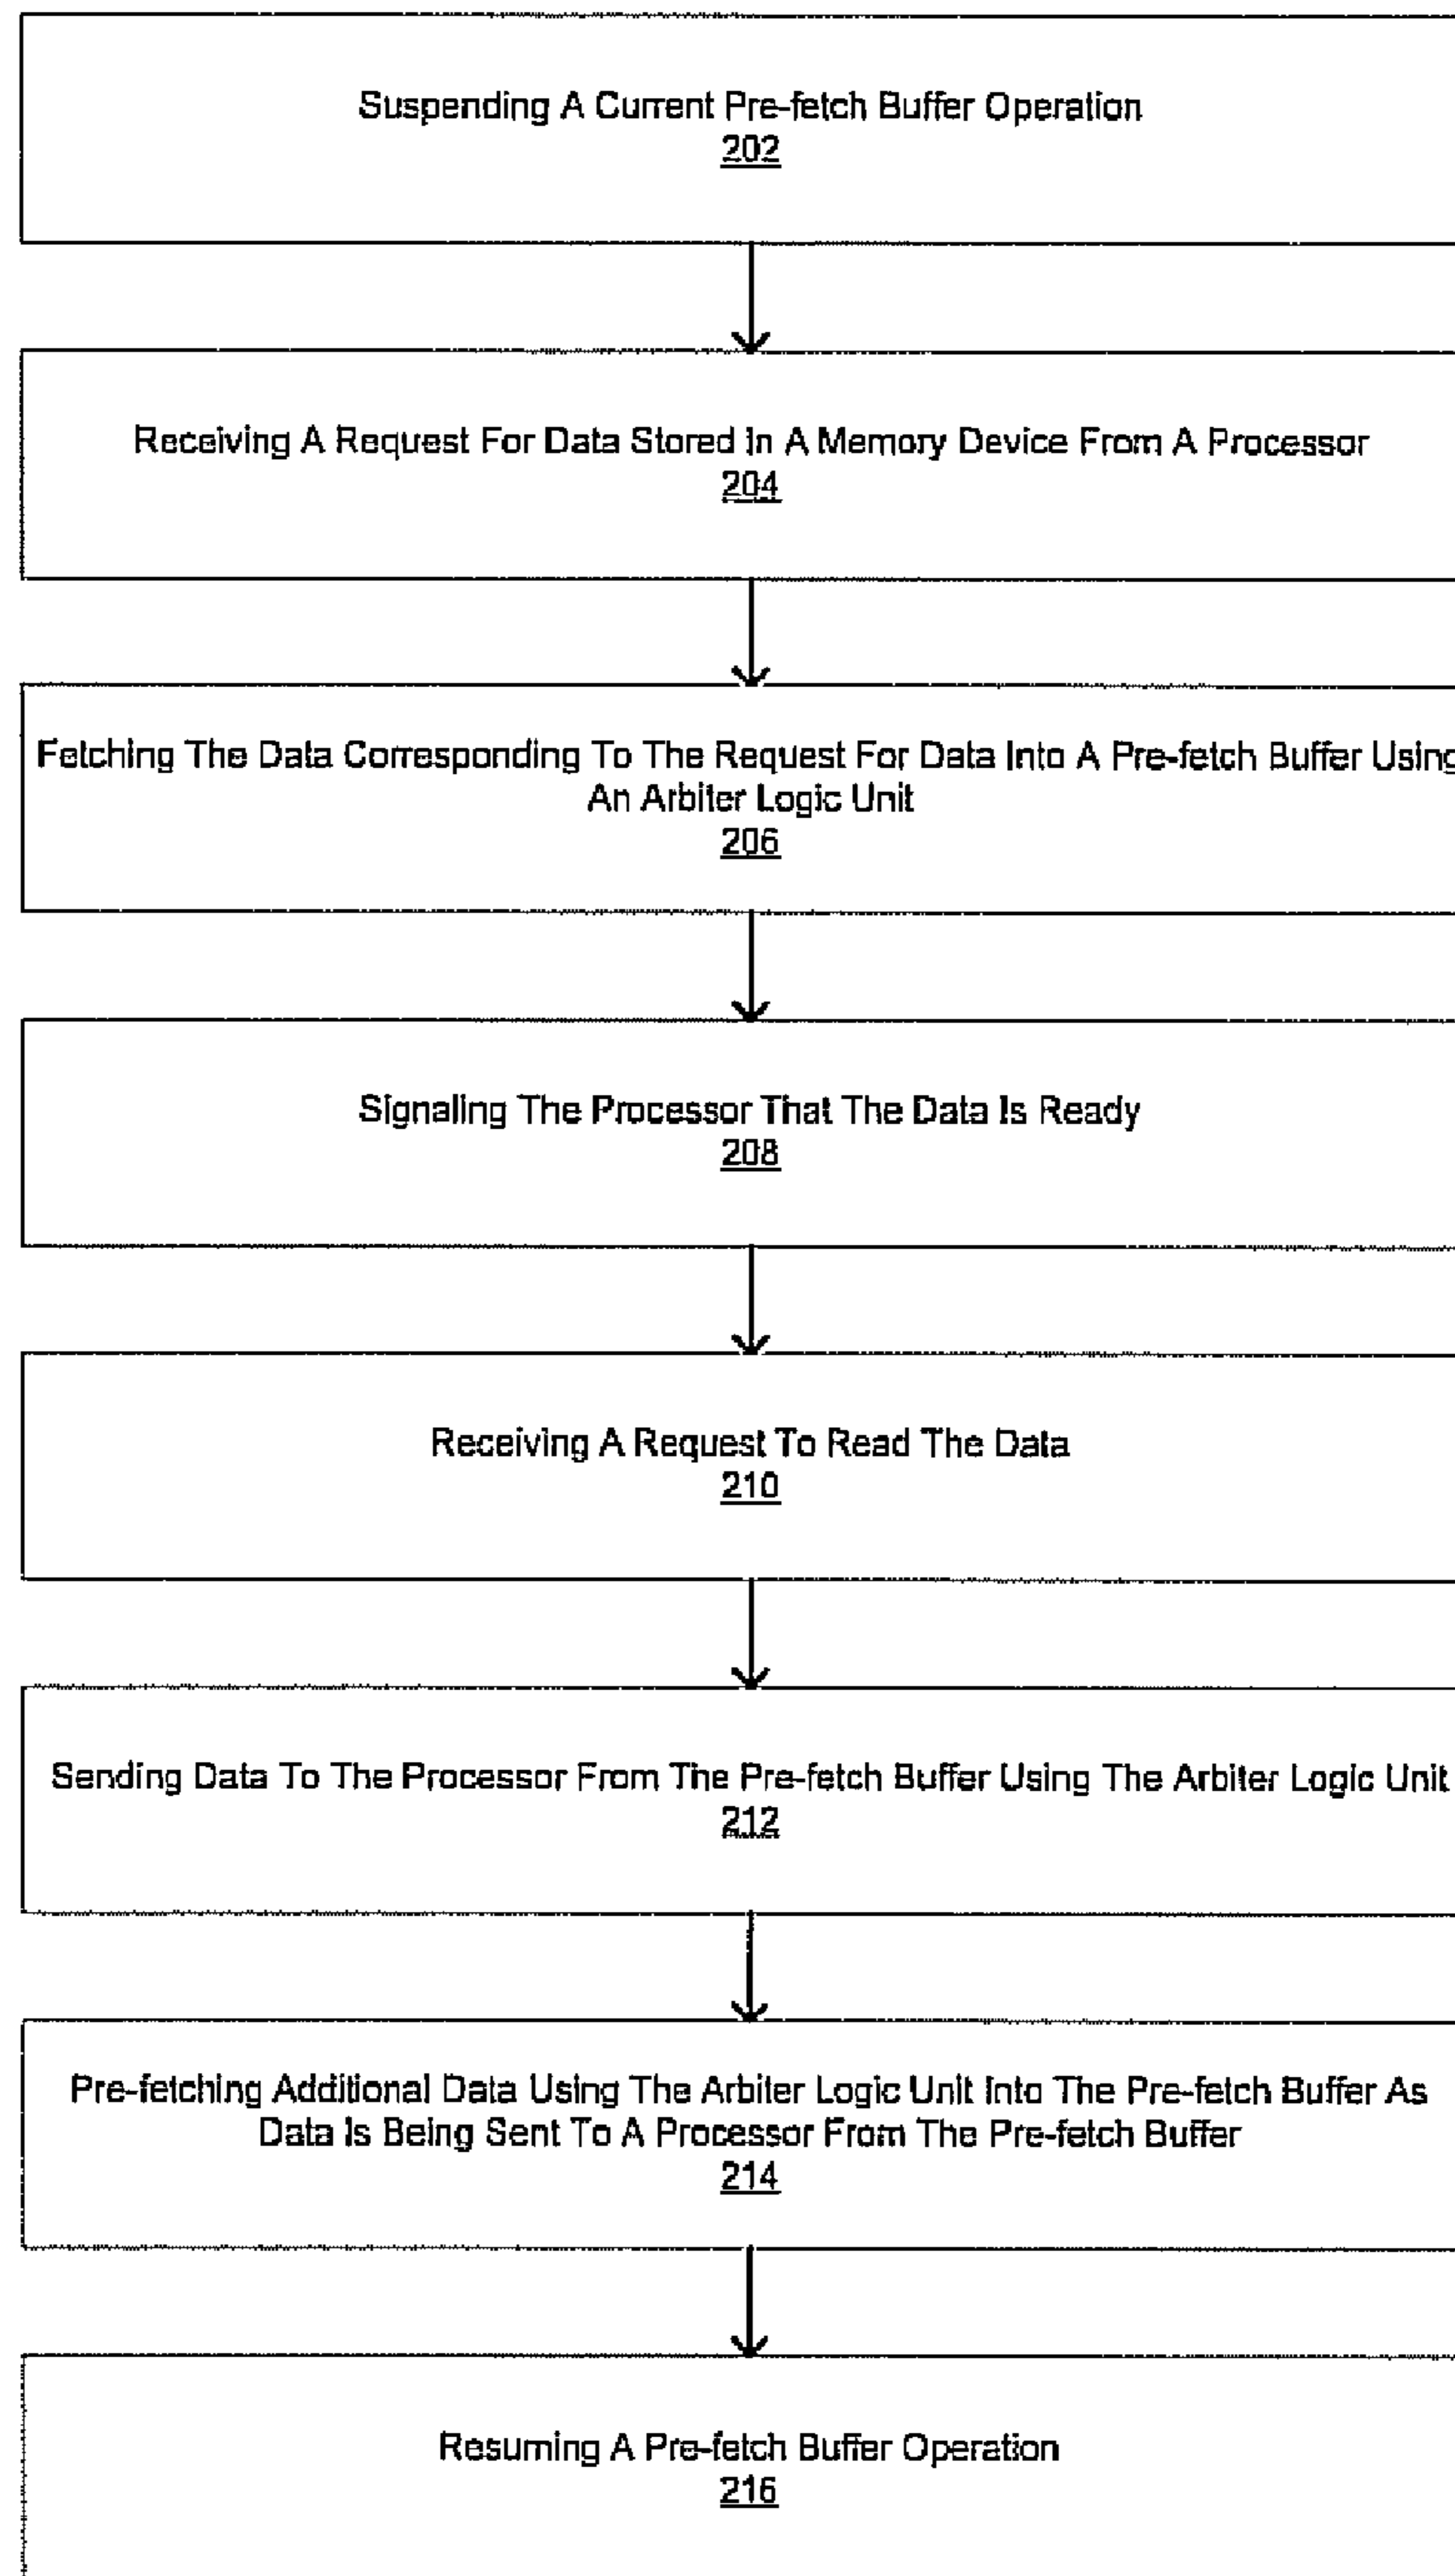 Suspending A Current Pre-fetch Buffer Operation
202
Receiving A Request For Data Stored In A Memory Device From A Processor
204
Fetching The Data Corresponding To The Request For Data Into A Pre-fetch Buffer Using
An Arbiter Logic Unit
206
Signaling The Processor That The Data Is Ready
208
Receiving A Request To Read The Data
210
Sending Data To The Processor From The Pre-fetch Buffer Using The Arbiter Logic Unit
212
Pre-fetching Additional Data Using The Arbiter Logic Unit Into The Pre-fetch Buffer As
Data Is Being Sent To A Processor From The Pre-fetch Buffer
214
Resuming A Pre-fetch Buffer Operation
216